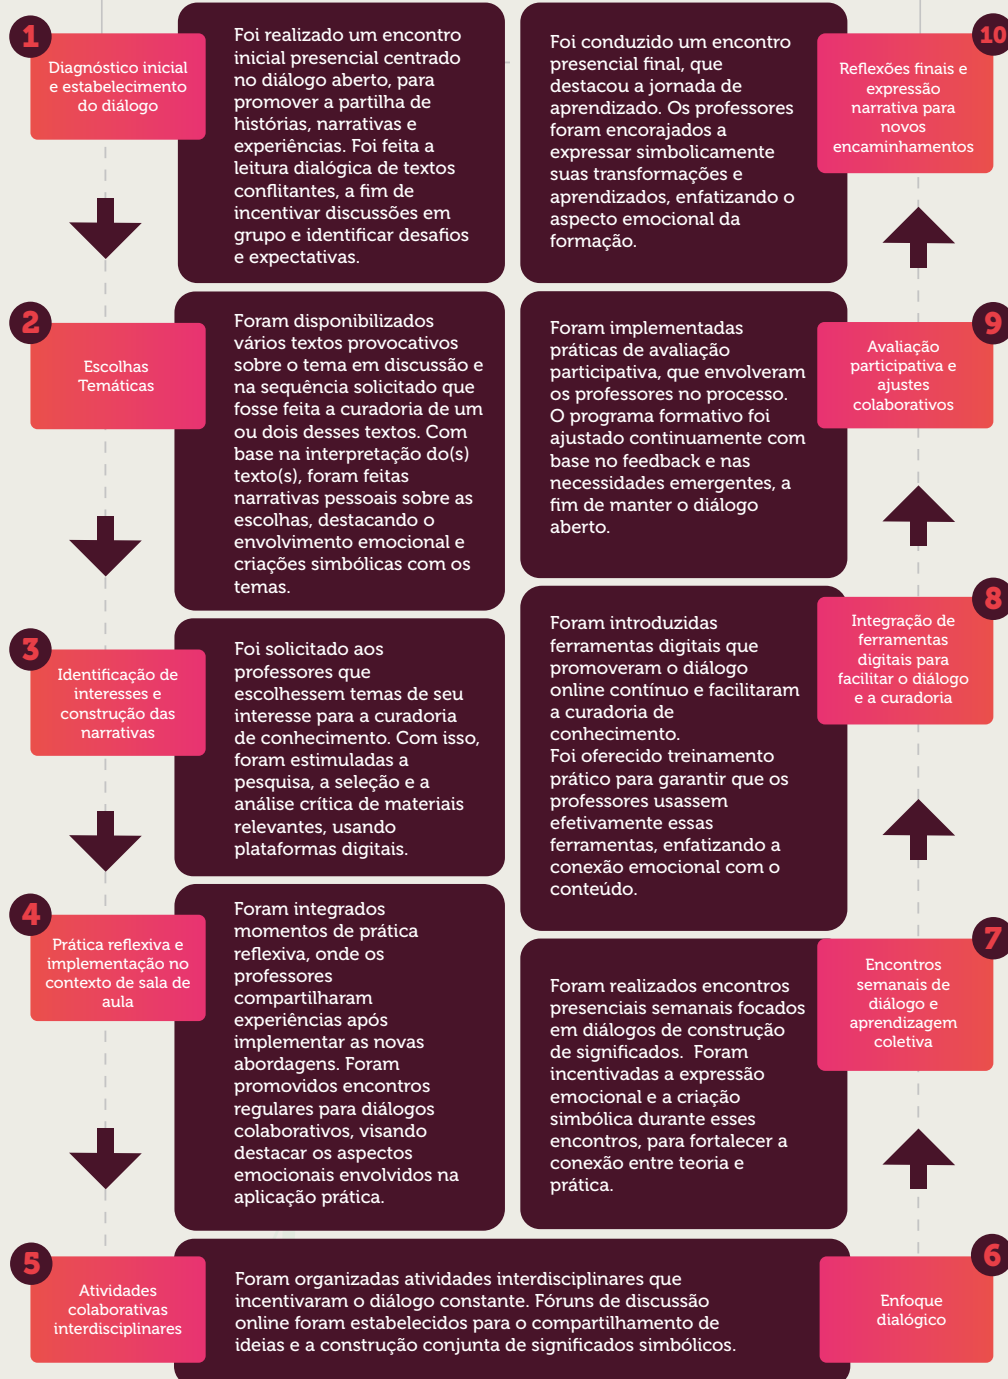 1
Diagnóstico inicial
e estabelecimento
do diálogo
Foi realizado um encontro
inicial presencial centrado
no diálogo aberto, para
promover a partilha de
histórias, narrativas e
experiências. Foi feita a
leitura dialógica de textos
conflitantes, a fim de
incentivar discussões em
grupo e identificar desafios
e expectativas.
2
Escolhas
Temáticas
Foram disponibilizados
vários textos provocativos
sobre o tema em discussão e
na sequência solicitado que
fosse feita a curadoria de um
ou dois desses textos. Com
base na interpretação do(s)
texto(s), foram feitas
narrativas pessoais sobre as
escolhas, destacando o
envolvimento emocional e
criações simbólicas com os
temas.
3
Identificação de
interesses e
construção das
narrativas
Foi solicitado aos
professores que
escolhessem temas de seu
interesse para a curadoria
de conhecimento. Com isso,
foram estimuladas a
pesquisa, a seleção e a
análise crítica de materiais
relevantes, usando
plataformas digitais.
4
Prática reflexiva e
implementação no
contexto de sala de
aula
Foram integrados
momentos de prática
reflexiva, onde os
professores
compartilharam
experiências após
implementar as novas
abordagens. Foram
promovidos encontros
regulares para diálogos
colaborativos, visando
destacar os aspectos
emocionais envolvidos na
aplicação prática.
5
Atividades
colaborativas
interdisciplinares
Foram organizadas atividades interdisciplinares que
incentivaram o diálogo constante. Fóruns de discussão
online foram estabelecidos para o compartilhamento de
ideias e a construção conjunta de significados simbólicos.
6
Enfoque
dialógico
7
Encontros
semanais de
diálogo e
aprendizagem
coletiva
Foram realizados encontros
presenciais semanais focados
em diálogos de construção
de significados. Foram
incentivadas a expressão
emocional e a criação
simbólica durante esses
encontros, para fortalecer a
conexão entre teoria e
prática.
8
Integração de
ferramentas
digitais para
facilitar o diálogo
e a curadoria
Foram introduzidas
ferramentas digitais que
promoveram o diálogo
online contínuo e facilitaram
a curadoria de
conhecimento.
Foi oferecido treinamento
prático para garantir que os
professores usassem
efetivamente essas
ferramentas, enfatizando a
conexão emocional com o
conteúdo.
9
Avaliação
participativa e
ajustes
colaborativos
Foram implementadas
práticas de avaliação
participativa, que envolveram
os professores no processo.
O programa formativo foi
ajustado continuamente com
base no feedback e nas
necessidades emergentes, a
fim de manter o diálogo
aberto.
10
Reflexões finais e
expressão
narrativa para
novos
encaminhamentos
Foi conduzido um encontro
presencial final, que
destacou a jornada de
aprendizado. Os professores
foram encorajados a
expressar simbolicamente
suas transformações e
aprendizados, enfatizando o
aspecto emocional da
formação.